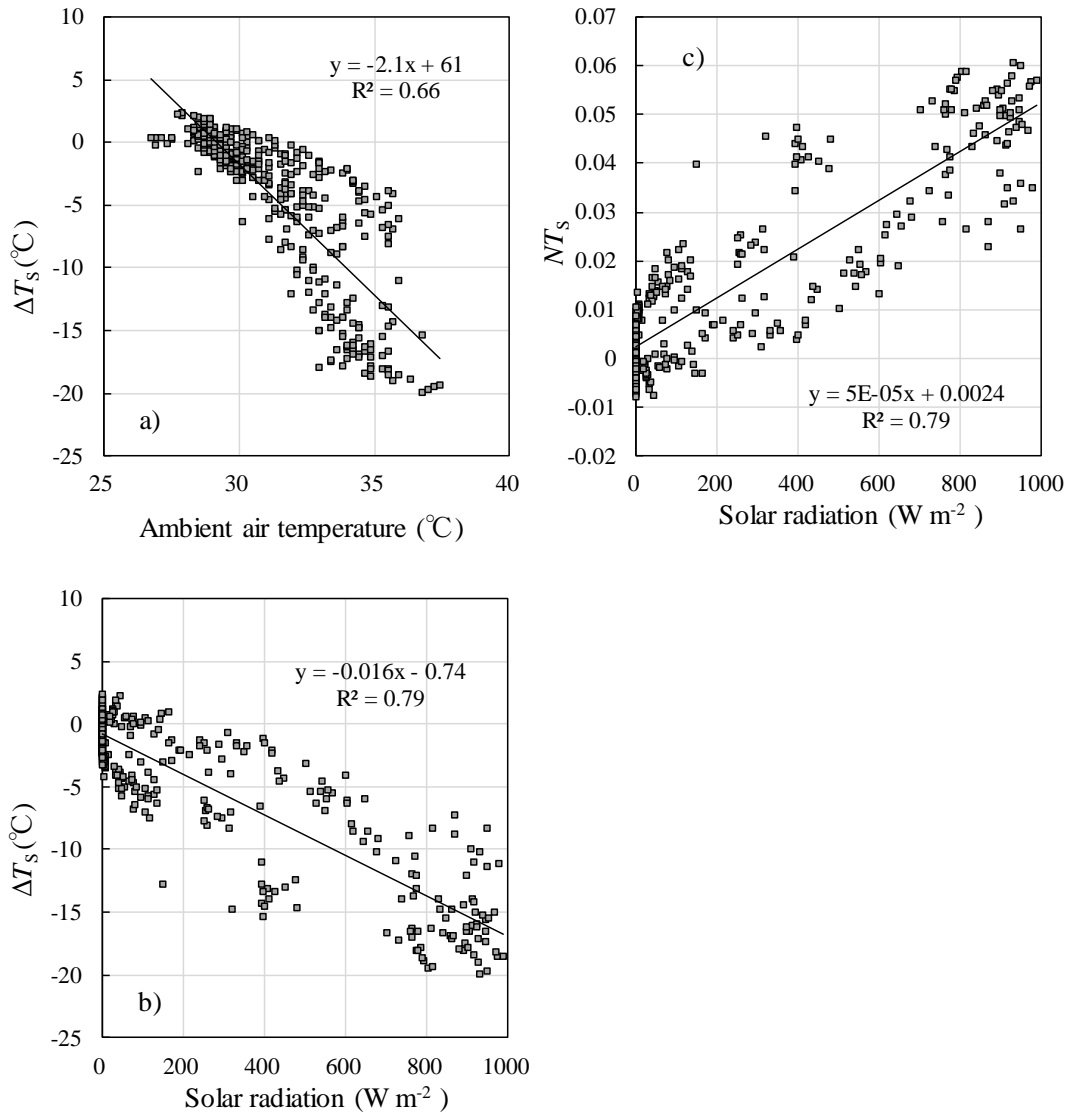 10
5
0
-5
-10
-15
-20
-25
ΔTs (℃)
y = -2.1x + 61
R² = 0.66
a)
25
30
35
40
Ambient air temperature (℃)
0.07
0.06
0.05
0.04
0.03
0.02
0.01
0
-0.01
-0.02
NTs
c)
y = 5E-05x + 0.0024
R² = 0.79
0
200
400
600
800
1000
Solar radiation (W m-2 )
10
5
0
-5
-10
-15
-20
-25
ΔTs (℃)
y = -0.016x - 0.74
R² = 0.79
b)
0
200
400
600
800
1000
Solar radiation (W m-2 )